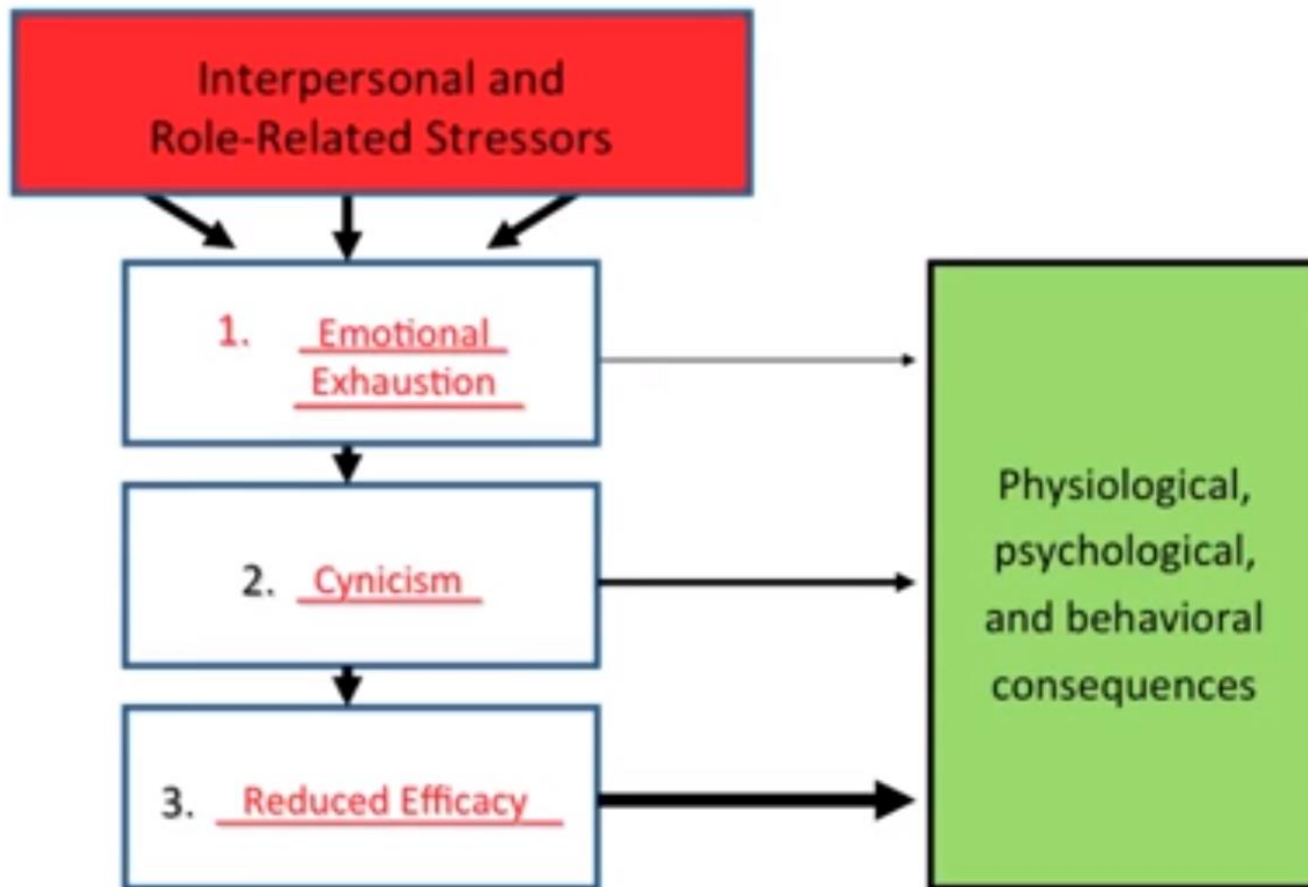 Interpersonal and
Role-Related Stressors
1. Emotional
Exhaustion
2. Cynicism
3. Reduced Efficacy
Physiological,
psychological,
and behavioral
consequences